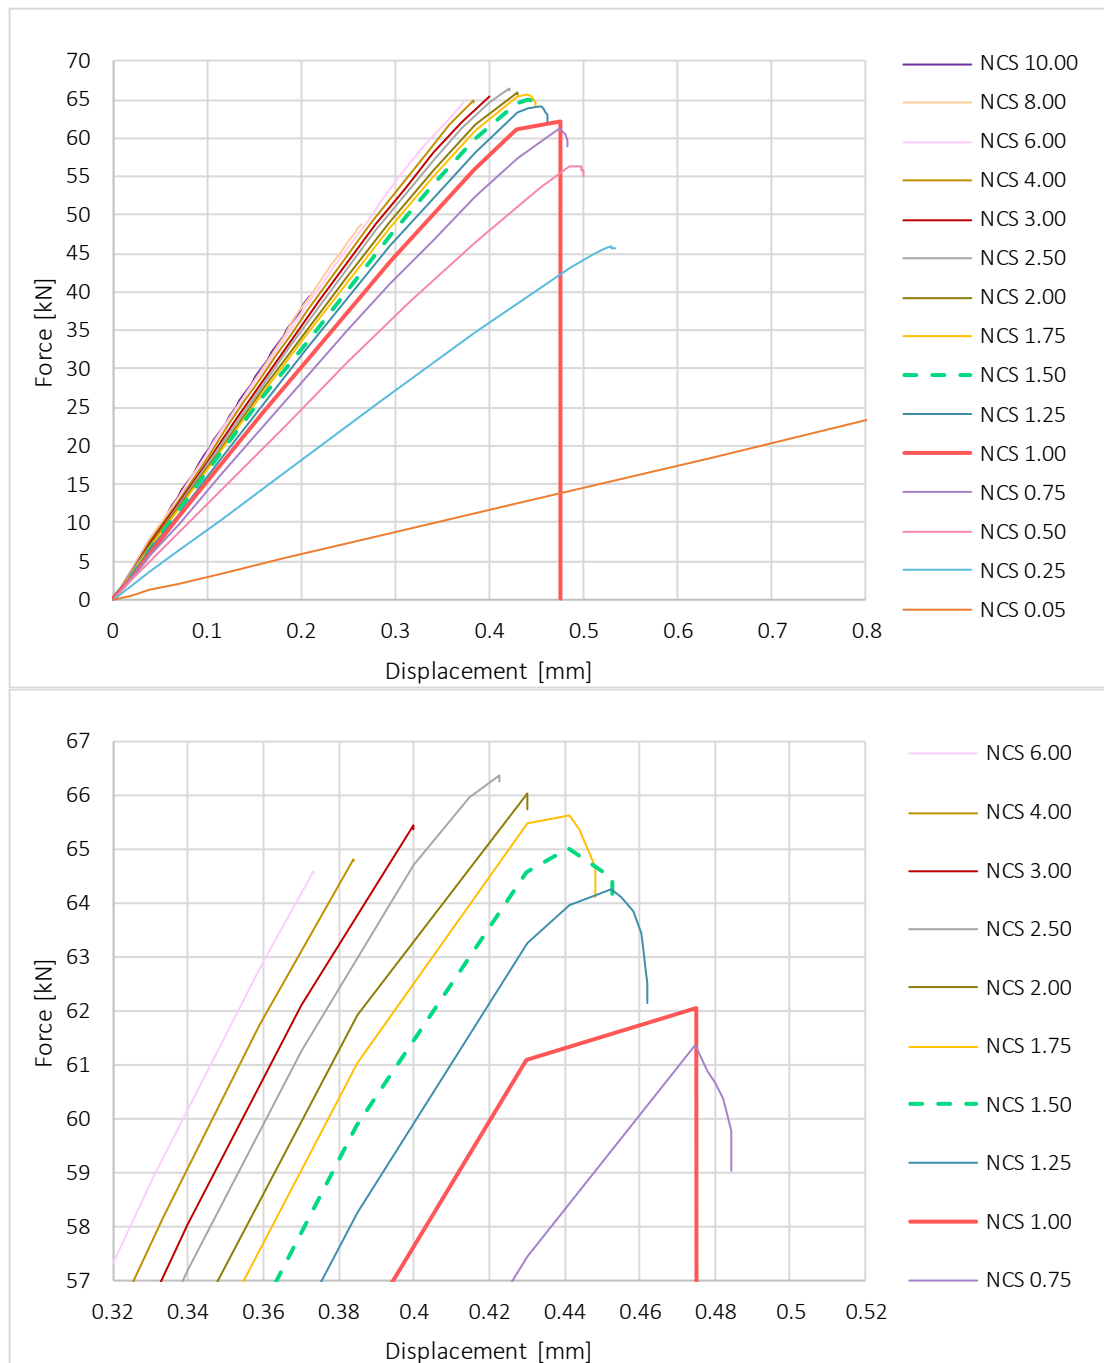 70
65
60
55
50
45
40
35
30
25
20
15
10
5
0
Force [kN]
0 0.1 0.2 0.3 0.4 0.5 0.6 0.7 0.8
Displacement [mm]
NCS 10.00
NCS 8.00
NCS 6.00
NCS 4.00
NCS 3.00
NCS 2.50
NCS 2.00
NCS 1.75
NCS 1.50
NCS 1.25
NCS 1.00
NCS 0.75
NCS 0.50
NCS 0.25
NCS 0.05
67
66
65
64
63
62
61
60
59
58
57
Force [kN]
0.32 0.34 0.36 0.38 0.4 0.42 0.44 0.46 0.48 0.5 0.52
Displacement [mm]
NCS 6.00
NCS 4.00
NCS 3.00
NCS 2.50
NCS 2.00
NCS 1.75
NCS 1.50
NCS 1.25
NCS 1.00
NCS 0.75